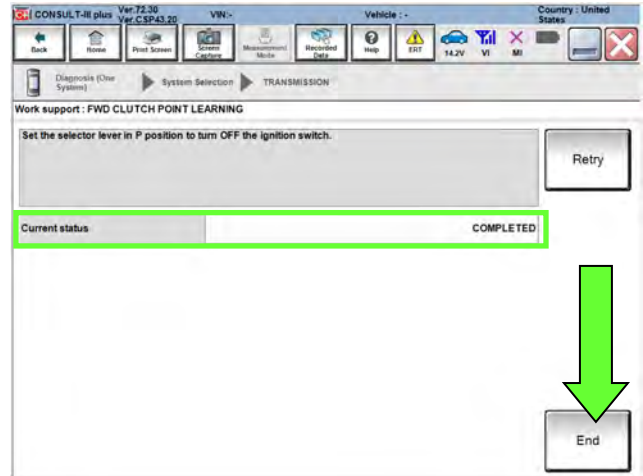 CONSULT-III plus Ver.72.30 Ver.CSP43.20 VIN:- Vehicle : - Country : United States
Back Home Print Screen Screen Capture Measurement Mode Recorded Data Help ERT 14.2V VI MI
Diagnosis (One System) System Selection TRANSMISSION
Work support : FWD CLUTCH POINT LEARNING
Set the selector lever in P position to turn OFF the ignition switch.
Retry
Current status COMPLETED
End